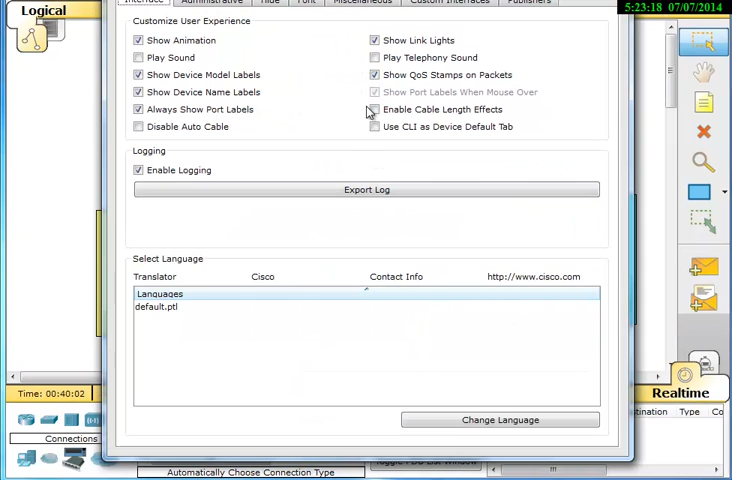 Logical
5:23:18 07/07/2014
Interface Administrative Hide Font Miscellaneous Custom Interfaces Publishers
Customize User Experience
Show Animation Show Link Lights
Play Sound Play Telephony Sound
Show Device Model Labels Show QoS Stamps on Packets
Show Device Name Labels Show Port Labels When Mouse Over
Always Show Port Labels Enable Cable Length Effects
Disable Auto Cable Use CLI as Device Default Tab
Logging
Enable Logging
Export Log
Select Language
Translator Cisco Contact Info http://www.cisco.com
Languages
default.ptl
Change Language
Time: 00:40:02
Realtime
Connections
stination Type Co
Toggle PDU List Window
Automatically Choose Connection Type